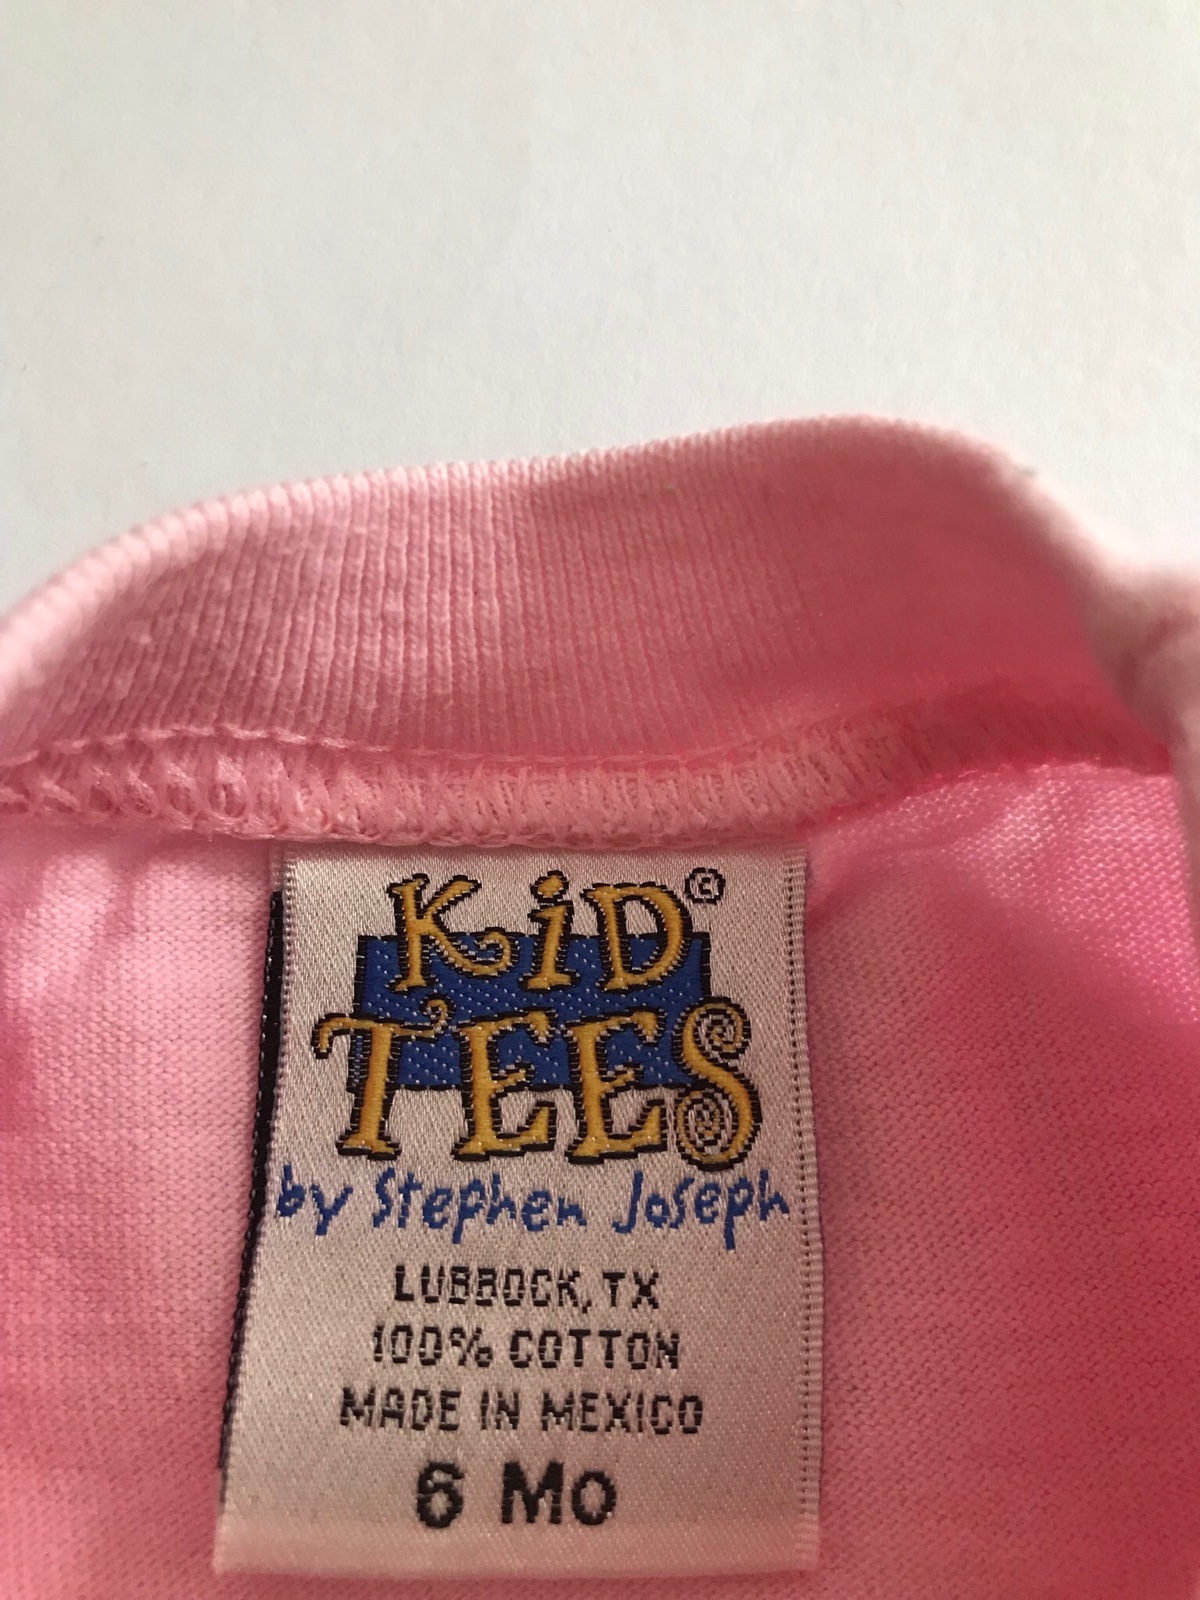 KiD©
TEES
by Stephen Joseph
LUBBOCK, TX
100% COTTON
MADE IN MEXICO
6 Mo